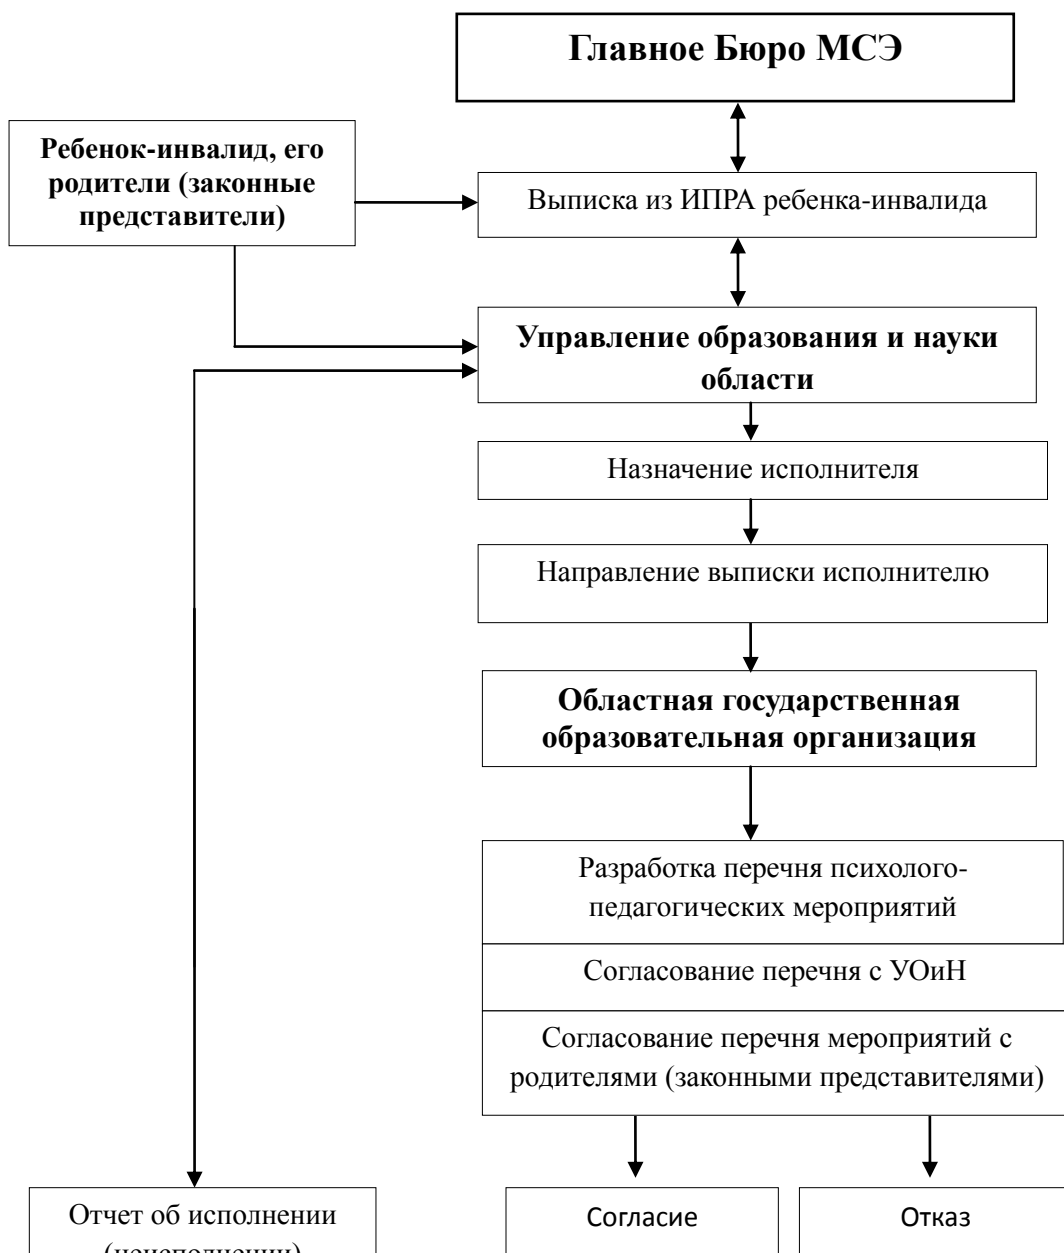 Главное Бюро МСЭ
Ребенок-инвалид, его
родители (законные
представители)
Выписка из ИПРА ребенка-инвалида
Управление образования и науки
области
Назначение исполнителя
Направление выписки исполнителю
Областная государственная
образовательная организация
Разработка перечня психолого-
педагогических мероприятий
Согласование перечня с УОиН
Согласование перечня мероприятий с
родителями (законными представителями)
Отчет об исполнении
(неисполнении)
Согласие
Отказ